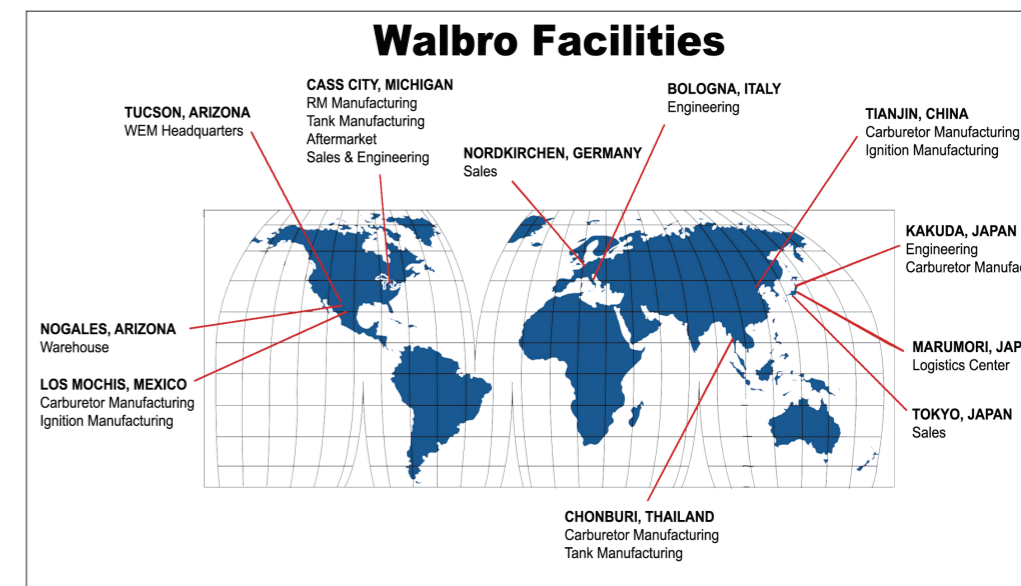 Walbro Facilities
TUCSON, ARIZONA
WEM Headquarters
CASS CITY, MICHIGAN
RM Manufacturing
Tank Manufacturing
Aftermarket
Sales & Engineering
NORDKIRCHEN, GERMANY
Sales
BOLOGNA, ITALY
Engineering
TIANJIN, CHINA
Carburetor Manufacturing
Ignition Manufacturing
KAKUDA, JAPAN
Engineering
Carburetor
NOGALES, ARIZONA
Warehouse
LOS MOCHIS, MEXICO
Carburetor Manufacturing
Ignition Manufacturing
MARUMORI,
Logistics Center
TOKYO, JAPAN
Sales
CHONBURI, THAILAND
Carburetor Manufacturing
Tank Manufacturing